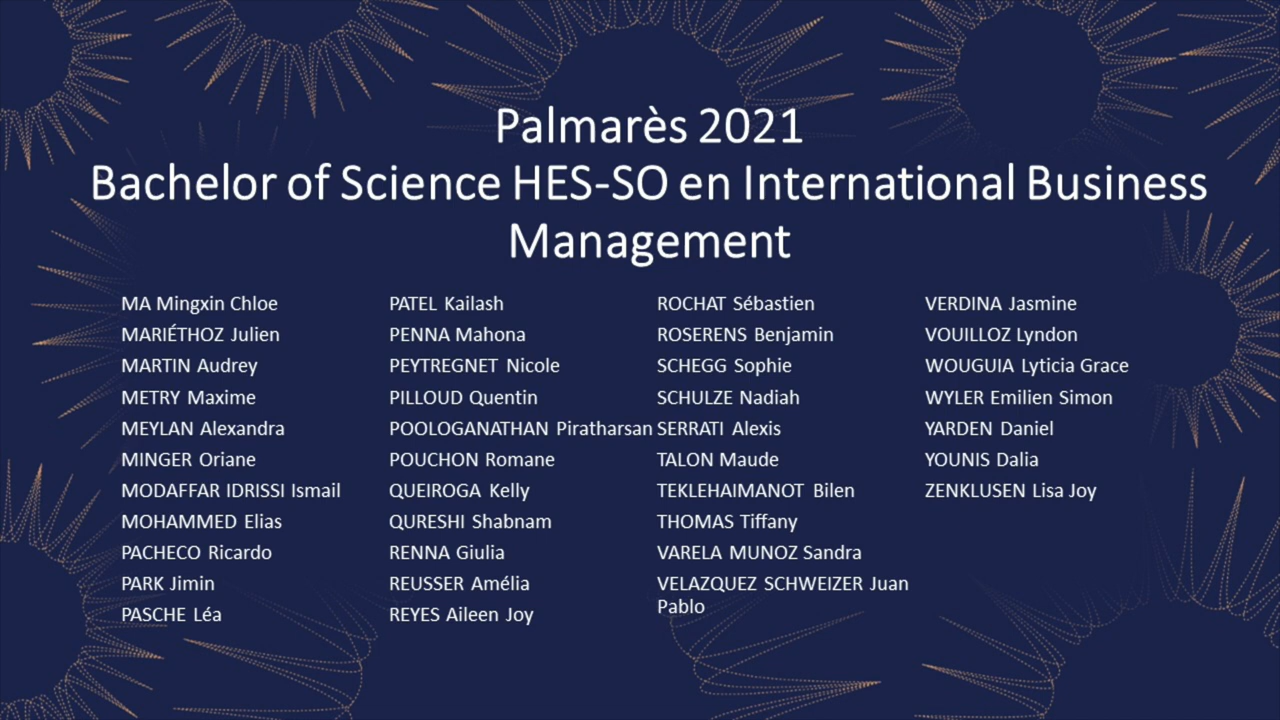 Palmarès 2021
Bachelor of Science HES-SO en International Business
Management
MA Mingxin Chloe
MARIÉTHOZ Julien
MARTIN Audrey
METRY Maxime
MEYLAN Alexandra
MINGER Oriane
MODAFFAR IDRISSI Ismail
MOHAMMED Elias
PACHECO Ricardo
PARK Jimin
PASCHE Léa
PATEL Kailash
PENNA Mahona
PEYTREGNET Nicole
PILLOUD Quentin
POOLOGANATHAN Piratharsan
POUCHON Romane
QUEIROGA Kelly
QURESHI Shabnam
RENNA Giulia
REUSSER Amélia
REYES Aileen Joy
ROCHAT Sébastien
ROSERENS Benjamin
SCHEGG Sophie
SCHULZE Nadiah
SERRATI Alexis
TALON Maude
TEKLEHAIMANOT Bilen
THOMAS Tiffany
VARELA MUNOZ Sandra
VELAZQUEZ SCHWEIZER Juan
Pablo
VERDINA Jasmine
VOUILLOZ Lyndon
WOUGUIA Lyticia Grace
WYLER Emilien Simon
YARDEN Daniel
YOUNIS Dalia
ZENKLUSEN Lisa Joy